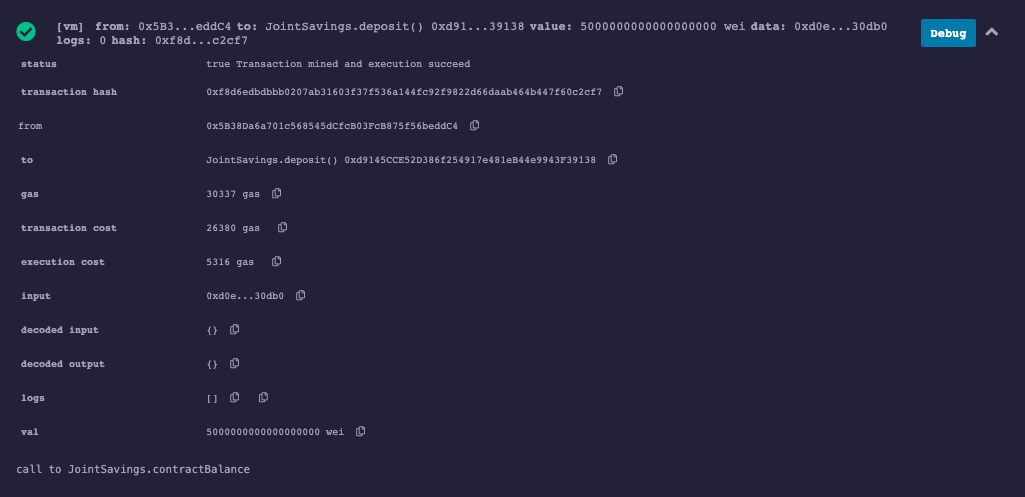 [vm] from: 0x5B3...eddC4 to: JointSavings.deposit() 0xd91...39138 value: 5000000000000000000 wei data: 0xd0e...30db0
logs: 0 hash: 0xf8d...c2cf7
Debug
status true Transaction mined and execution succeed
transaction hash 0xf8d6edbdbbb0207ab31603f37f536a144fc92f9822d66daab464b447f60c2cf7
from 0x5B38Da6a701c568545dCfcB03FcB875f56beddC4
to JointSavings.deposit() 0xd9145CCE52D386f254917e481eB44e9943F39138
gas 30337 gas
transaction cost 26380 gas
execution cost 5316 gas
input 0xd0e...30db0
decoded input {}
decoded output {}
logs []
val 5000000000000000000 wei
call to JointSavings.contractBalance